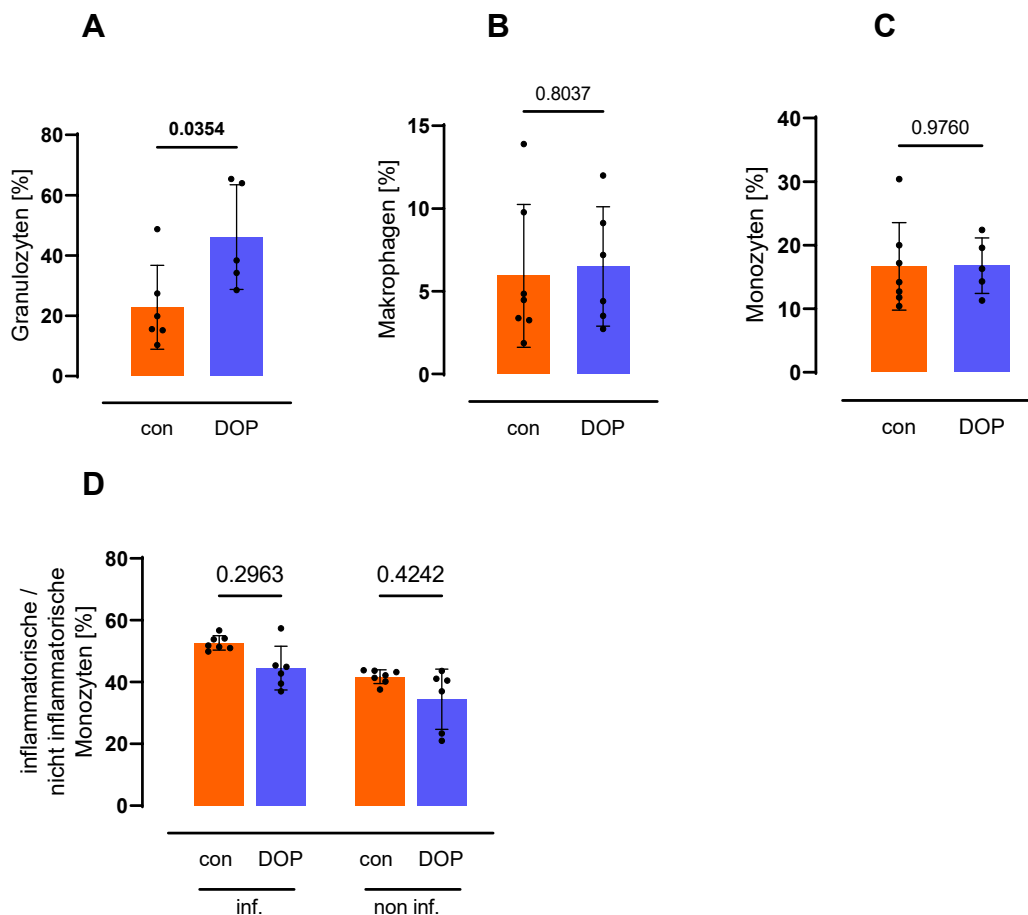 A
0.0354
Granulozyten [%]
80
60
40
20
0
con DOP
B
0.8037
Makrophagen [%]
15
10
5
0
con DOP
C
0.9760
Monozyten [%]
40
30
20
10
0
con DOP
D
inflammatorische /
nicht inflammatorische
Monozyten [%]
80
60
40
20
0
0.2963 0.4242
con DOP con DOP
inf. non inf.